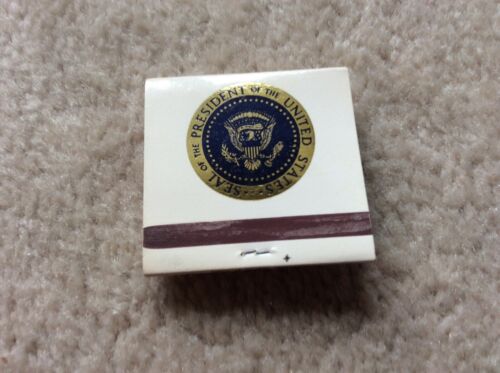 SEAL OF THE PRESIDENT OF THE UNITED STATES